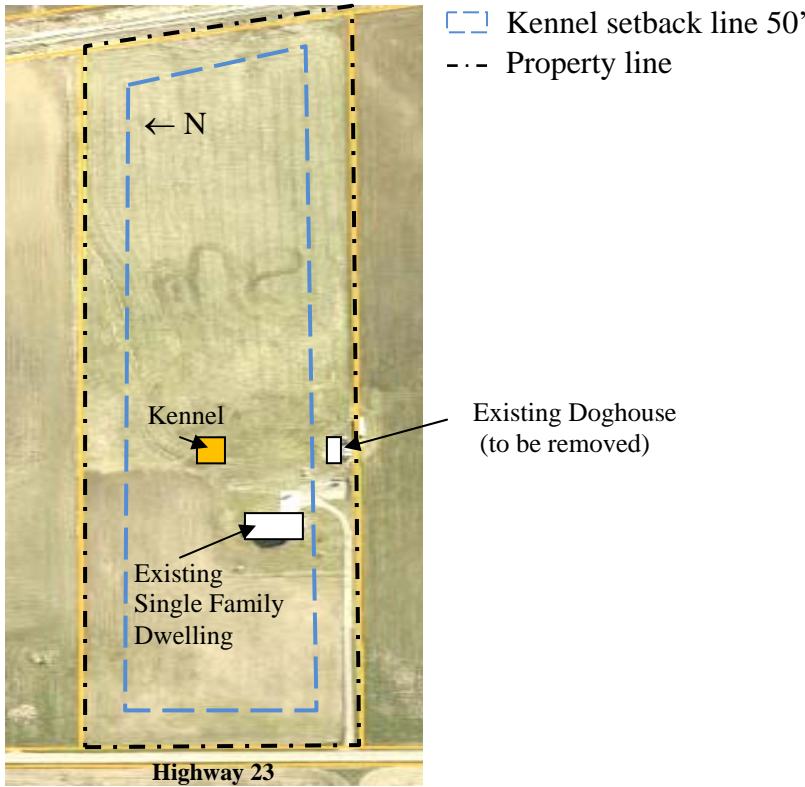 Kennel setback line 50’
Property line
← N
Kennel
Existing Doghouse
(to be removed)
Existing
Single Family
Dwelling
Highway 23